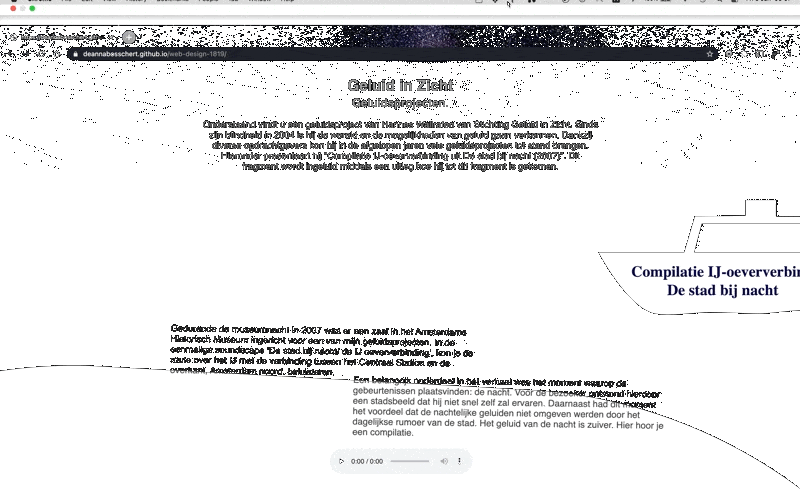 deannabesschert.github.io/web-design-1819/
Geluid in Zicht
Geluidsprojecten
Onderstaand vindt u een geluidsproject van Hannes Wallrafen van Stichting Geluid in Zicht. Sinds
zijn blindheid in 2004 is hij de wereld en de mogelijkheden van geluid gaan verkennen. Dankzij
diverse opdrachtgevers kon hij in de afgelopen jaren vele geluidsprojecten tot stand brengen.
Hieronder presenteert hij "Compilatie IJ-oeververbinding uit De stad bij nacht (2007)". Dit
fragment wordt ingeluid middels een uitleg hoe hij tot dit fragment is gekomen.
Compilatie IJ-oeververbin
De stad bij nacht
Gedurende de museumnacht in 2007 was er een zaal in het Amsterdams
Historisch Museum ingericht voor een van mijn geluidsprojecten. In de
eenmalige soundscape 'De stad bij nacht/ de IJ oeververbinding', kon je de
route over het IJ met de verbinding tussen het Centraal Station en de
overkant, Amsterdam noord, beluisteren.
Een belangrijk onderdeel in het verhaal was het moment waarop de
gebeurtenissen plaatsvinden: de nacht. Voor de bezoeker ontstond hierdoor
een stadsbeeld dat hij niet snel zelf zal ervaren. Daarnaast had dit moment
het voordeel dat de nachtelijke geluiden niet omgeven werden door het
dagelijkse rumoer van de stad. Het geluid van de nacht is zuiver. Hier hoor je
een compilatie.
0:00 / 0:00